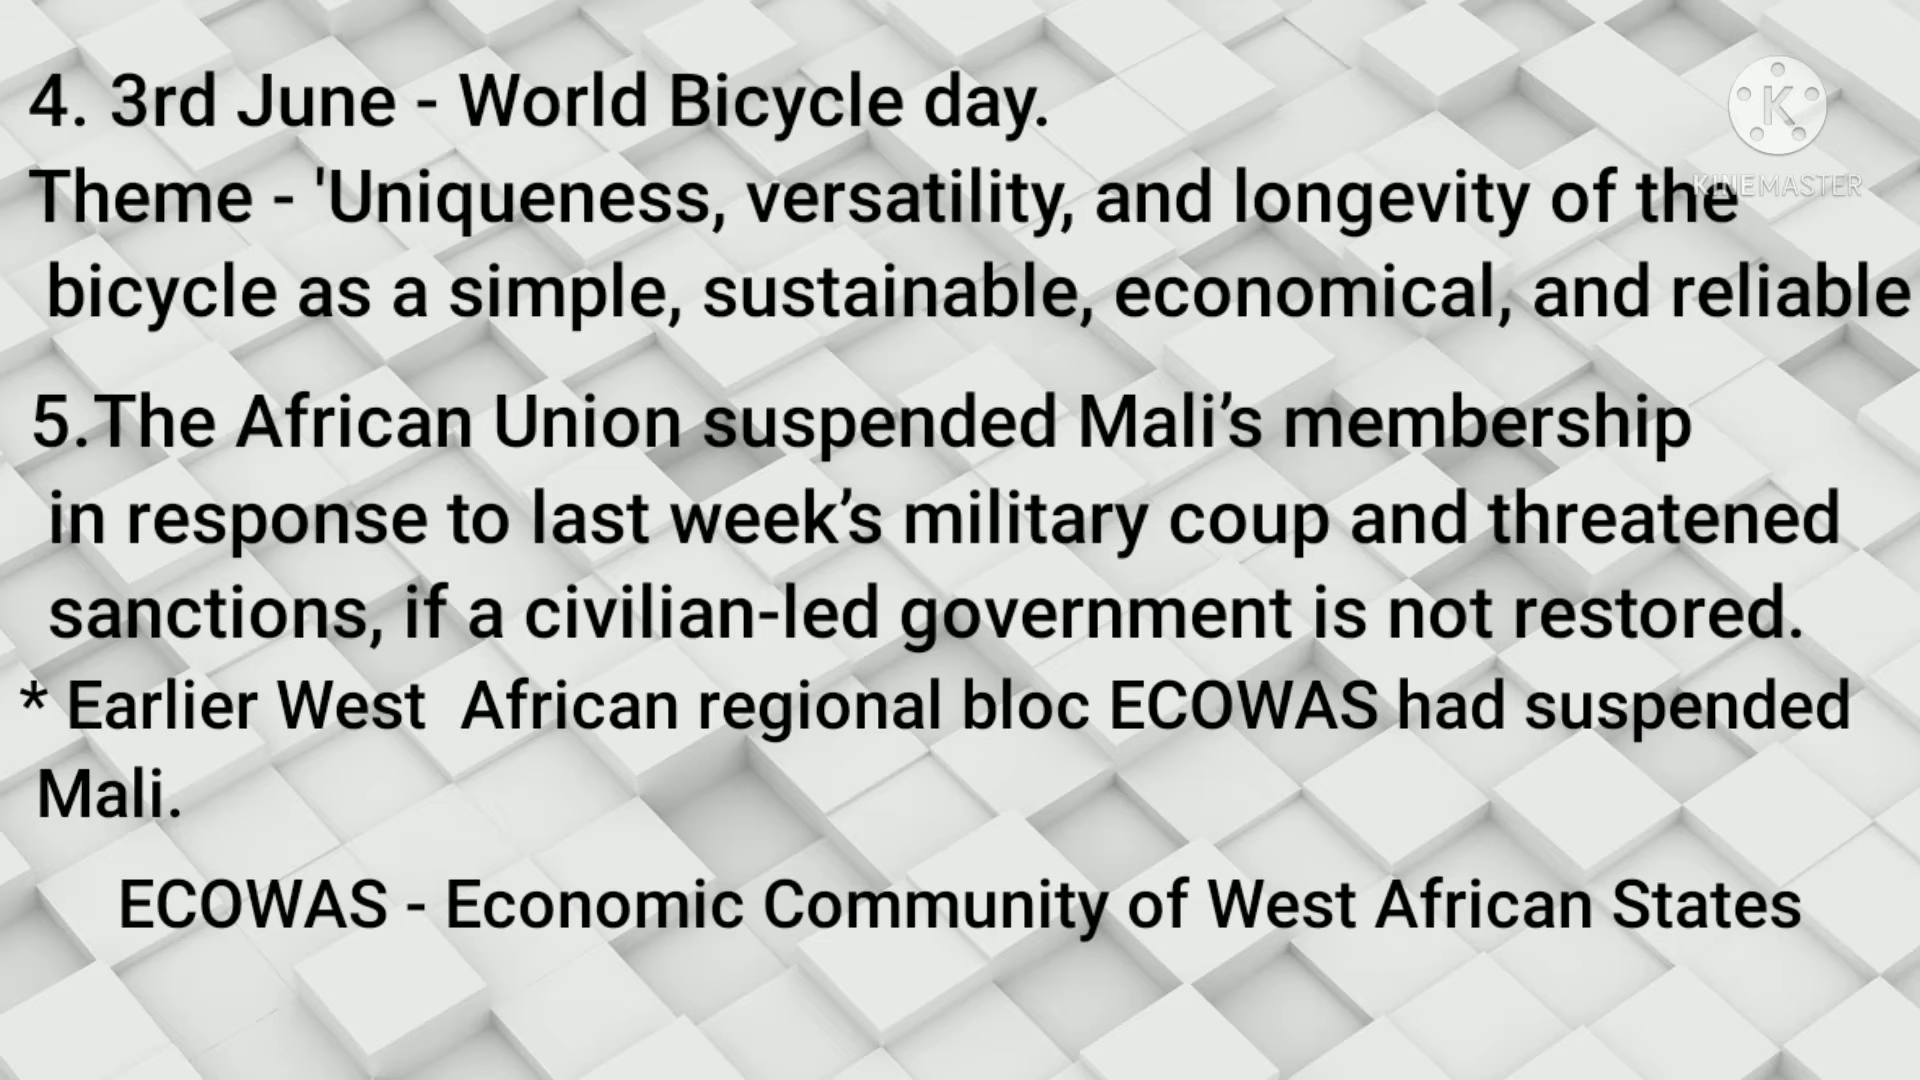 4. 3rd June - World Bicycle day.
Theme - 'Uniqueness, versatility, and longevity of the
bicycle as a simple, sustainable, economical, and reliable
5.The African Union suspended Mali’s membership
in response to last week’s military coup and threatened
sanctions, if a civilian-led government is not restored.
* Earlier West  African regional bloc ECOWAS had suspended
Mali.
ECOWAS - Economic Community of West African States
K
KINEMASTER